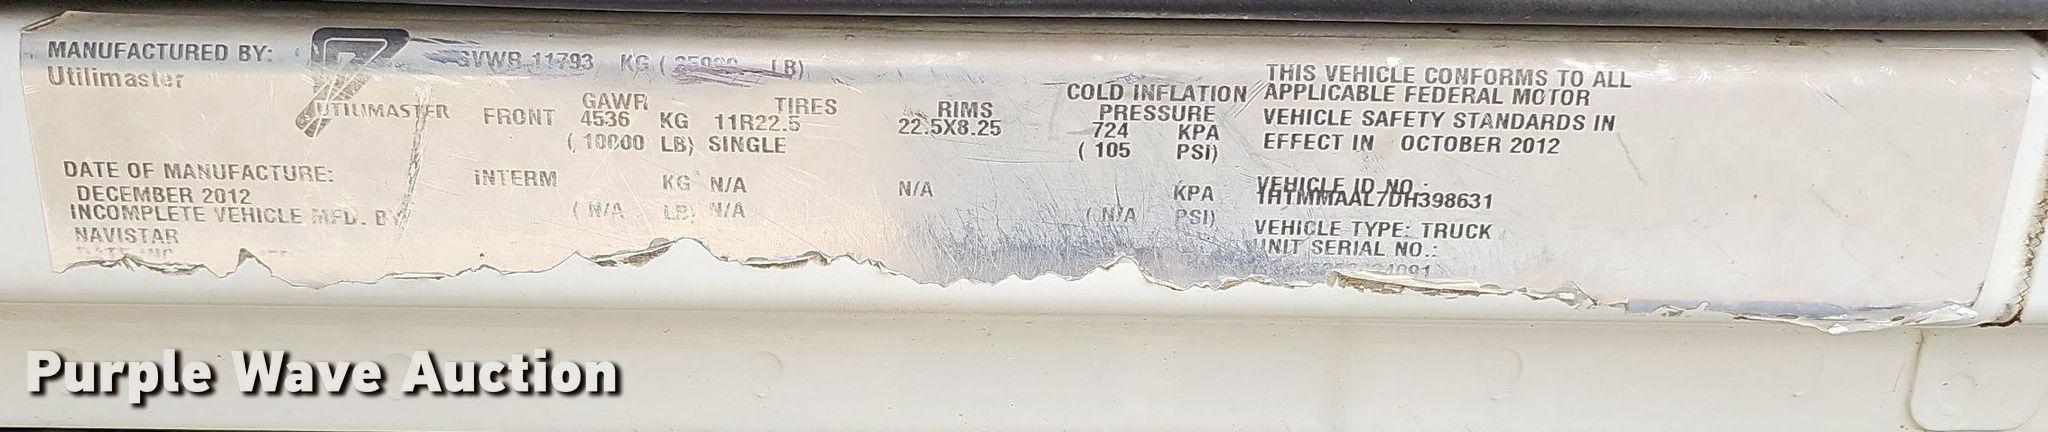 MANUFACTURED BY:
Utilimaster
UTILIMASTER
GVWR 11793 KG ( LB)
GAWR TIRES RIMS COLD INFLATION PRESSURE
FRONT 4536 KG 11R22.5 22.5X8.25 724 KPA
( 10000 LB) SINGLE ( 105 PSI)
INTERM KG N/A N/A KPA
( N/A LB) N/A ( N/A PSI)
DATE OF MANUFACTURE:
DECEMBER 2012
INCOMPLETE VEHICLE MFD. BY
NAVISTAR
THIS VEHICLE CONFORMS TO ALL
APPLICABLE FEDERAL MOTOR
VEHICLE SAFETY STANDARDS IN
EFFECT IN OCTOBER 2012
VEHICLE ID NO.:
1HTMMAAL7DH398631
VEHICLE TYPE: TRUCK
UNIT SERIAL NO.:
Purple Wave Auction